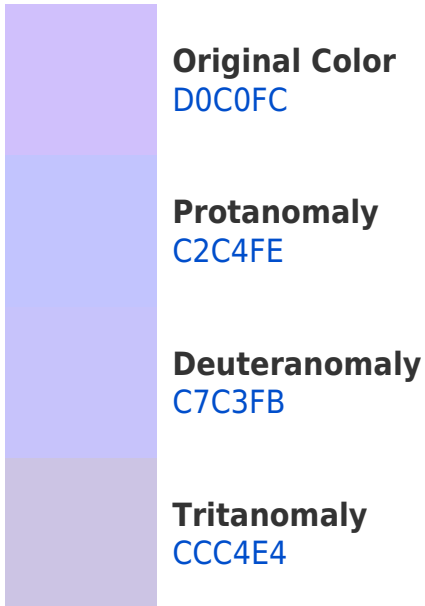 Original Color
D0C0FC
Protanomaly
C2C4FE
Deuteranomaly
C7C3FB
Tritanomaly
CCC4E4